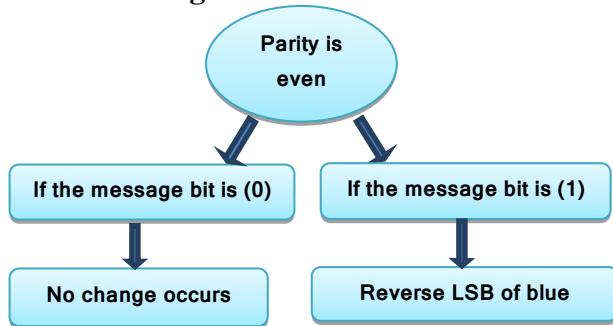 Parity is
even
If the message bit is (0)
If the message bit is (1)
No change occurs
Reverse LSB of blue